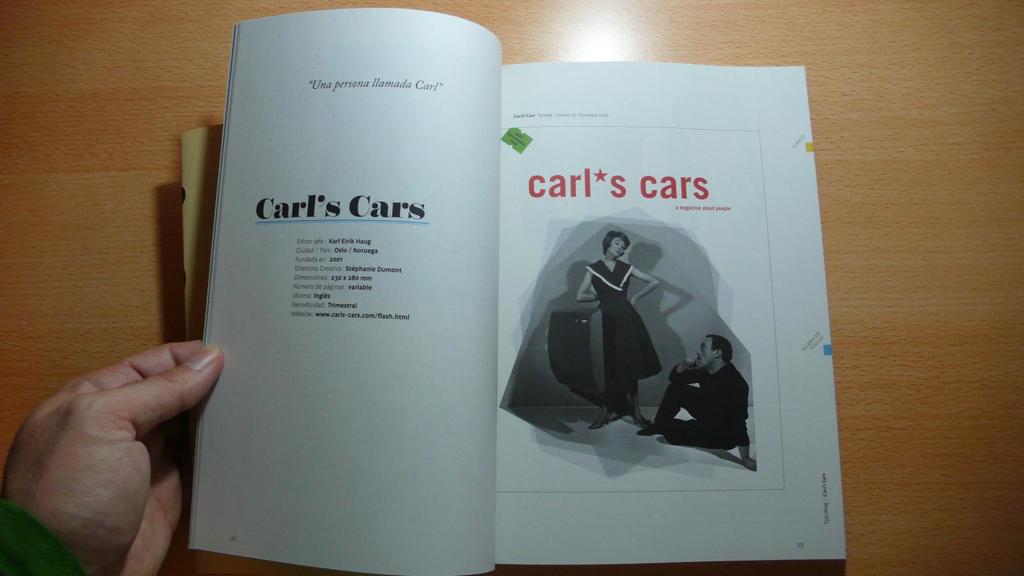 "Una persona llamada Carl"
Carl's Cars
Editor jefe: Karl Eirik Haug
Ciudad / País: Oslo / Noruega
Fundada en: 2001
Directora Creativa: Stéphanie Dumont
Dimensiones: 230 x 280 mm
Número de páginas: variable
Idioma: Inglés
Periodicidad: Trimestral
Website: www.carls-cars.com/flash.html
22
Carl's Cars. Portada.
carl*s cars
a magazine about people
/ Carl's Cars
23